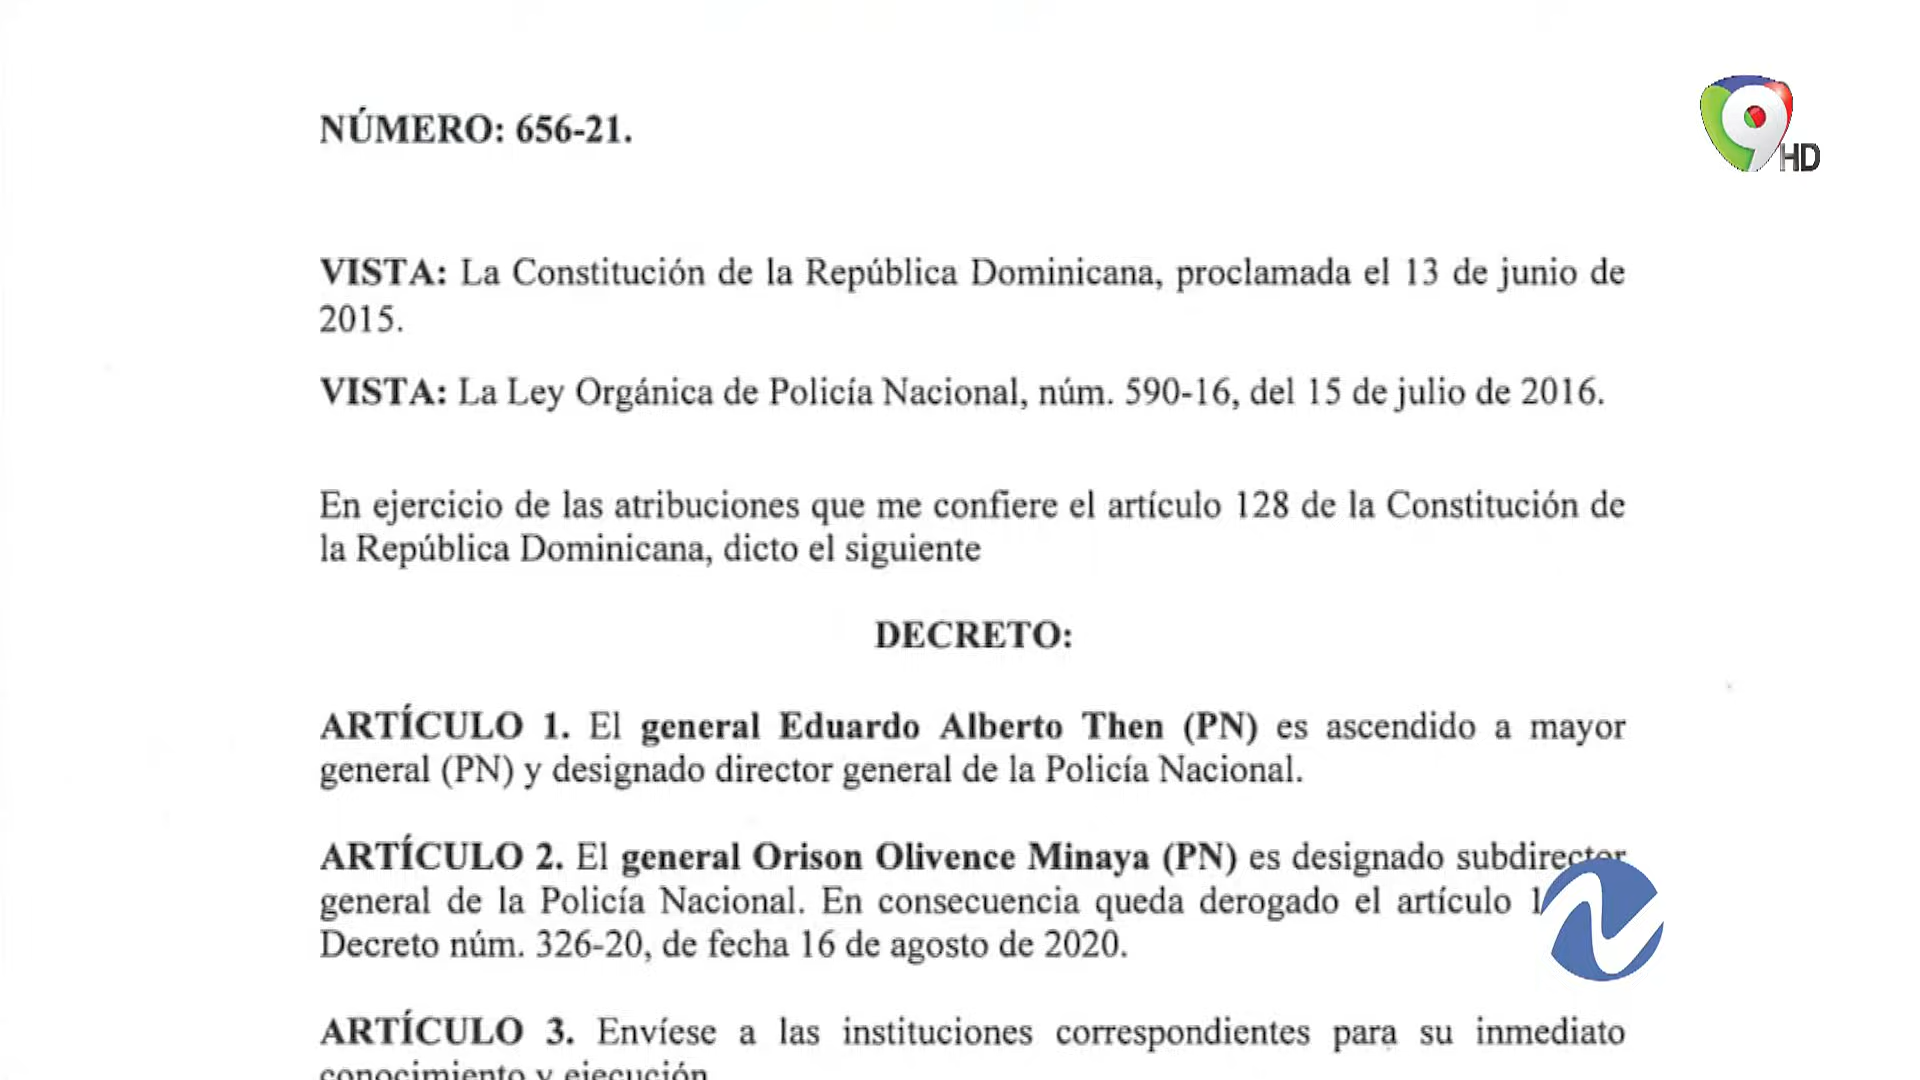 NÚMERO: 656-21.
9
HD
VISTA: La Constitución de la República Dominicana, proclamada el 13 de junio de
2015.
VISTA: La Ley Orgánica de Policía Nacional, núm. 590-16, del 15 de julio de 2016.
En ejercicio de las atribuciones que me confiere el artículo 128 de la Constitución de
la República Dominicana, dicto el siguiente
DECRETO:
ARTÍCULO 1. El general Eduardo Alberto Then (PN) es ascendido a mayor
general (PN) y designado director general de la Policía Nacional.
ARTÍCULO 2. El general Orison Olivence Minaya (PN) es designado subdirector
general de la Policía Nacional. En consecuencia queda derogado el artículo
Decreto núm. 326-20, de fecha 16 de agosto de 2020.
ARTÍCULO 3. Envíese a las instituciones correspondientes para su inmediato
conocimiento y ejecución